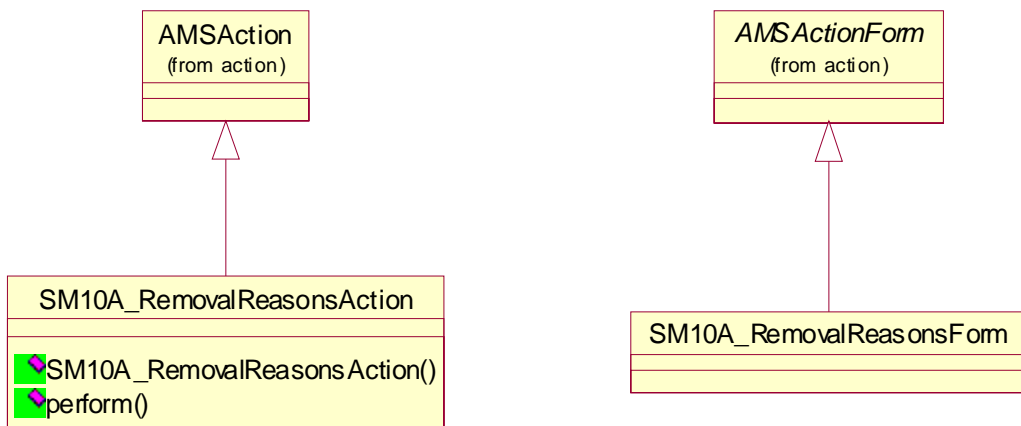 AMSAction
(from action)
AMSActionForm
(from action)
SM10A_RemovalReasonsAction
SM10A_RemovalReasonsAction()
perform()
SM10A_RemovalReasonsForm